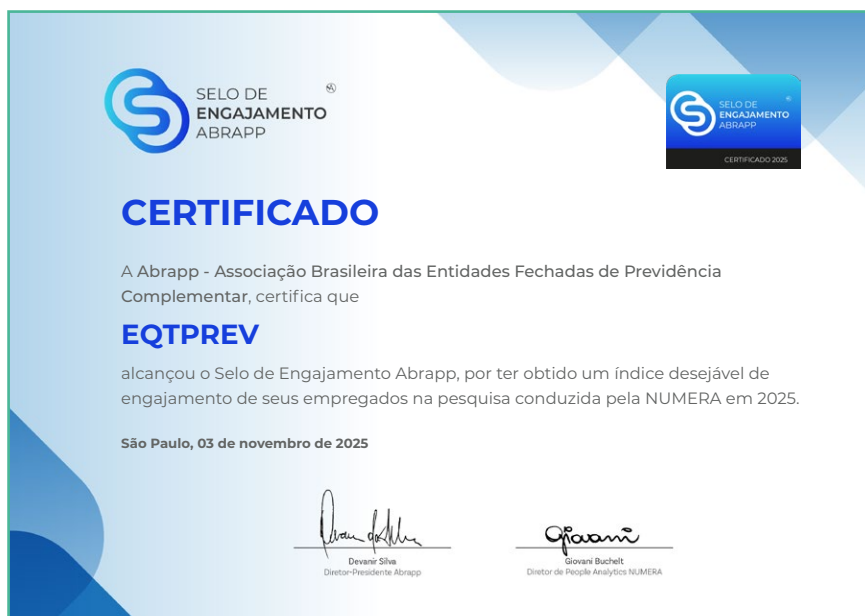 SELO DE
ENGAJAMENTO
ABRAPP
SELO DE
ENGAJAMENTO
ABRAPP
CERTIFICADO 2025
CERTIFICADO
A Abrapp - Associação Brasileira das Entidades Fechadas de Previdência
Complementar, certifica que
EQTPREV
alcançou o Selo de Engajamento Abrapp, por ter obtido um índice desejável de
engajamento de seus empregados na pesquisa conduzida pela NUMERA em 2025.
São Paulo, 03 de novembro de 2025
Giovani
Devanir Silva
Diretor-Presidente Abrapp
Giovani Buchelt
Diretor de People Analytics NUMERA